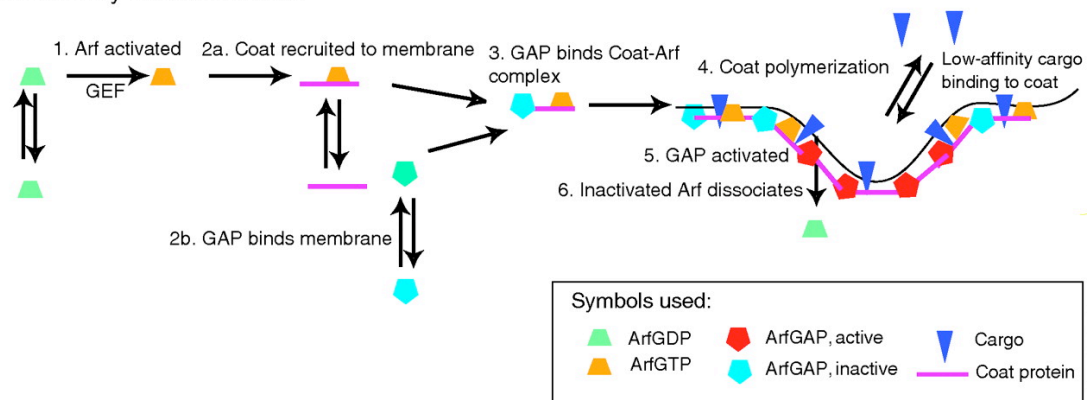 1. Arf activated
GEF
2a. Coat recruited to membrane
3. GAP binds Coat-Arf
complex
4. Coat polymerization
Low-affinity cargo
binding to coat
5. GAP activated
6. Inactivated Arf dissociates
2b. GAP binds membrane
Symbols used:
ArfGDP
ArfGTP
ArfGAP, active
ArfGAP, inactive
Cargo
Coat protein